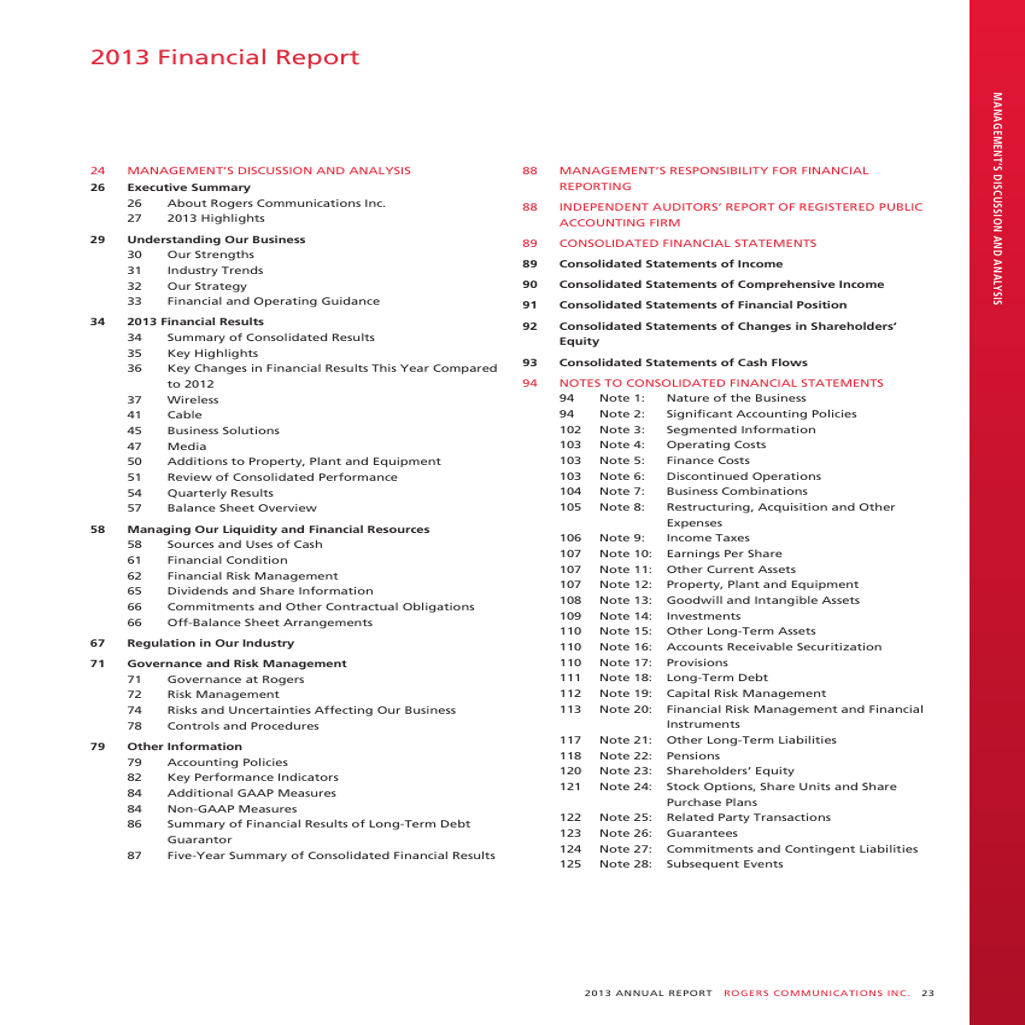 2013 Financial Report
24 MANAGEMENT’S DISCUSSION AND ANALYSIS
26 Executive Summary
26 About Rogers Communications Inc.
27 2013 Highlights
29 Understanding Our Business
30 Our Strengths
31 Industry Trends
32 Our Strategy
33 Financial and Operating Guidance
34 2013 Financial Results
34 Summary of Consolidated Results
35 Key Highlights
36 Key Changes in Financial Results This Year Compared
to 2012
37 Wireless
41 Cable
45 Business Solutions
47 Media
50 Additions to Property, Plant and Equipment
51 Review of Consolidated Performance
54 Quarterly Results
57 Balance Sheet Overview
58 Managing Our Liquidity and Financial Resources
58 Sources and Uses of Cash
61 Financial Condition
62 Financial Risk Management
65 Dividends and Share Information
66 Commitments and Other Contractual Obligations
66 Off-Balance Sheet Arrangements
67 Regulation in Our Industry
71 Governance and Risk Management
71 Governance at Rogers
72 Risk Management
74 Risks and Uncertainties Affecting Our Business
78 Controls and Procedures
79 Other Information
79 Accounting Policies
82 Key Performance Indicators
84 Additional GAAP Measures
84 Non-GAAP Measures
86 Summary of Financial Results of Long-Term Debt
Guarantor
87 Five-Year Summary of Consolidated Financial Results
88 MANAGEMENT’S RESPONSIBILITY FOR FINANCIAL
REPORTING
88 INDEPENDENT AUDITORS’ REPORT OF REGISTERED PUBLIC
ACCOUNTING FIRM
89 CONSOLIDATED FINANCIAL STATEMENTS
89 Consolidated Statements of Income
90 Consolidated Statements of Comprehensive Income
91 Consolidated Statements of Financial Position
92 Consolidated Statements of Changes in Shareholders’
Equity
93 Consolidated Statements of Cash Flows
94 NOTES TO CONSOLIDATED FINANCIAL STATEMENTS
94 Note 1: Nature of the Business
94 Note 2: Significant Accounting Policies
102 Note 3: Segmented Information
103 Note 4: Operating Costs
103 Note 5: Finance Costs
103 Note 6: Discontinued Operations
104 Note 7: Business Combinations
105 Note 8: Restructuring, Acquisition and Other
Expenses
106 Note 9: Income Taxes
107 Note 10: Earnings Per Share
107 Note 11: Other Current Assets
107 Note 12: Property, Plant and Equipment
108 Note 13: Goodwill and Intangible Assets
109 Note 14: Investments
110 Note 15: Other Long-Term Assets
110 Note 16: Accounts Receivable Securitization
110 Note 17: Provisions
111 Note 18: Long-Term Debt
112 Note 19: Capital Risk Management
113 Note 20: Financial Risk Management and Financial
Instruments
117 Note 21: Other Long-Term Liabilities
118 Note 22: Pensions
120 Note 23: Shareholders’ Equity
121 Note 24: Stock Options, Share Units and Share
Purchase Plans
122 Note 25: Related Party Transactions
123 Note 26: Guarantees
124 Note 27: Commitments and Contingent Liabilities
125 Note 28: Subsequent Events
MANAGEMENT’S DISCUSSION AND ANALYSIS
2013 ANNUAL REPORT ROGERS COMMUNICATIONS INC. 23